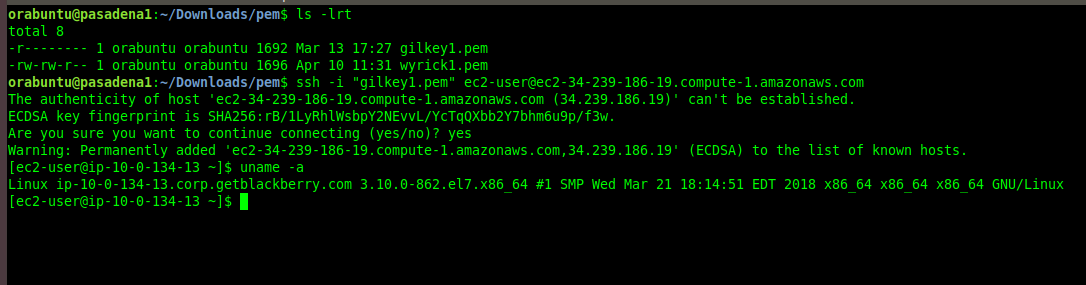 orabuntu@pasadena1:~/Downloads/pem$ ls -lrt
total 8
-r-------- 1 orabuntu orabuntu 1692 Mar 13 17:27 gilkey1.pem
-rw-rw-r-- 1 orabuntu orabuntu 1696 Apr 10 11:31 wyrick1.pem
orabuntu@pasadena1:~/Downloads/pem$ ssh -i "gilkey1.pem" ec2-user@ec2-34-239-186-19.compute-1.amazonaws.com
The authenticity of host 'ec2-34-239-186-19.compute-1.amazonaws.com (34.239.186.19)' can't be established.
ECDSA key fingerprint is SHA256:rB/1LyRhlWsbpY2NEvvL/YcTqQXbb2Y7bhm6u9p/f3w.
Are you sure you want to continue connecting (yes/no)? yes
Warning: Permanently added 'ec2-34-239-186-19.compute-1.amazonaws.com,34.239.186.19' (ECDSA) to the list of known hosts.
[ec2-user@ip-10-0-134-13 ~]$ uname -a
Linux ip-10-0-134-13.corp.getblackberry.com 3.10.0-862.el7.x86_64 #1 SMP Wed Mar 21 18:14:51 EDT 2018 x86_64 x86_64 x86_64 GNU/Linux
[ec2-user@ip-10-0-134-13 ~]$